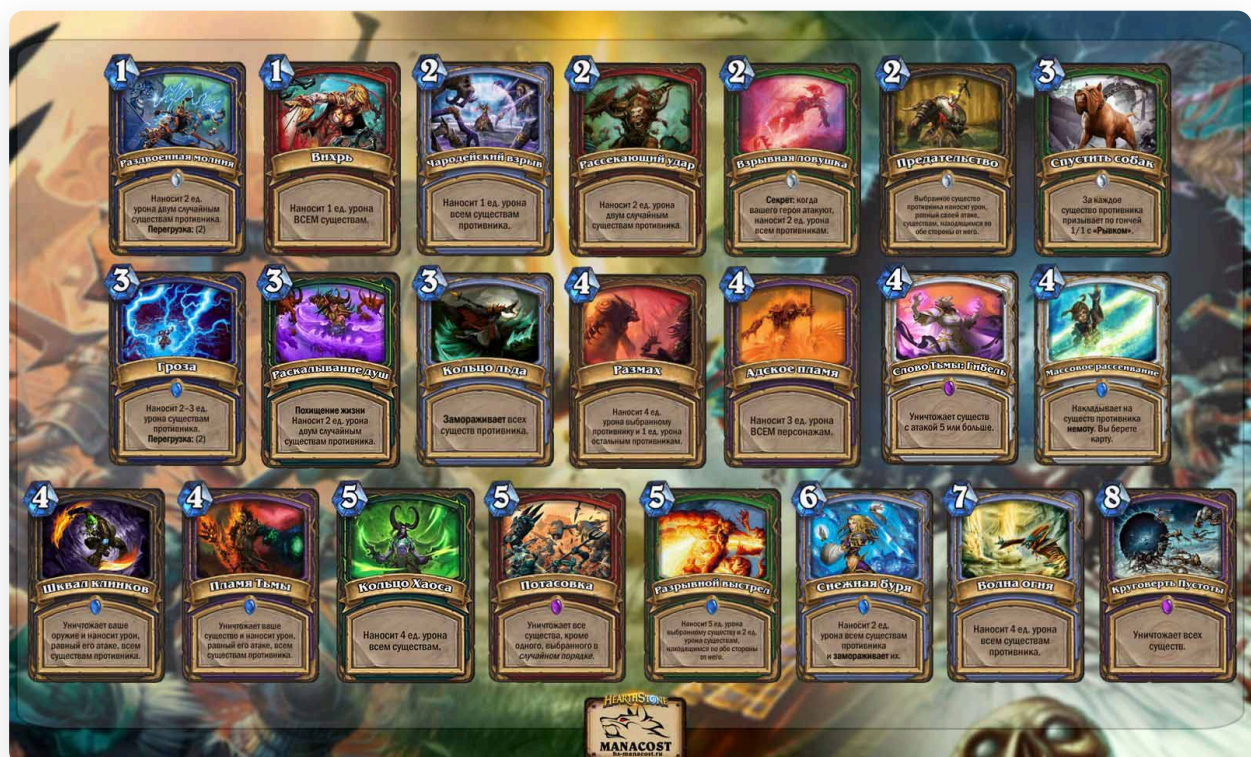 1
Раздвоенная молния
Наносит 2 ед.
урона двум случайным
существам противника.
Перегрузка: (2)
1
Вихрь
Наносит 1 ед. урона
ВСЕМ существам.
2
Чародейский взрыв
Наносит 1 ед. урона
всем существам
противника.
2
Рассекающий удар
Наносит 2 ед. урона
двум случайным
существам противника.
2
Взрывная ловушка
Секрет: когда
вашего героя атакуют,
наносит 2 ед. урона
всем противникам.
2
Предательство
Выбранное существо
противника наносит урон,
равный своей атаке,
существам, находящимся по
обе стороны от него.
3
Спустить собак
За каждое
существо противника
призывает по гончей
1/1 с «Рывком».
3
Гроза
Наносит 2–3 ед.
урона существам
противника.
Перегрузка: (2)
3
Раскалывание душ
Похищение жизни
Наносит 2 ед. урона
двум случайным
существам противника.
3
Кольцо льда
Замораживает всех
существ противника.
4
Размах
Наносит 4 ед.
урона выбранному
противнику и 1 ед. урона
остальным противникам.
4
Адское пламя
Наносит 3 ед. урона
ВСЕМ персонажам.
4
Слово Тьмы: Гибель
Уничтожает существ
с атакой 5 или больше.
4
Массовое рассеивание
Накладывает на
существ противника
немоту. Вы берете
карту.
4
Шквал клинков
Уничтожает ваше
оружие и наносит урон,
равный его атаке, всем
существам противника.
4
Пламя Тьмы
Уничтожает ваше
существо и наносит урон,
равный его атаке, всем
существам противника.
5
Кольцо Хаоса
Наносит 4 ед. урона
всем существам.
5
Потасовка
Уничтожает все
существа, кроме
одного, выбранного в
случайном порядке.
5
Разрывной выстрел
Наносит 5 ед. урона
выбранному существу и 2 ед.
урона существам,
находящимся по обе стороны
от него.
6
Снежная буря
Наносит 2 ед.
урона всем существам
противника
и замораживает их.
7
Волна огня
Наносит 4 ед. урона
всем существам
противника.
8
Круговерть Пустоты
Уничтожает всех
существ.
HEARTHSTONE
MANACOST
hs-manacost.ru